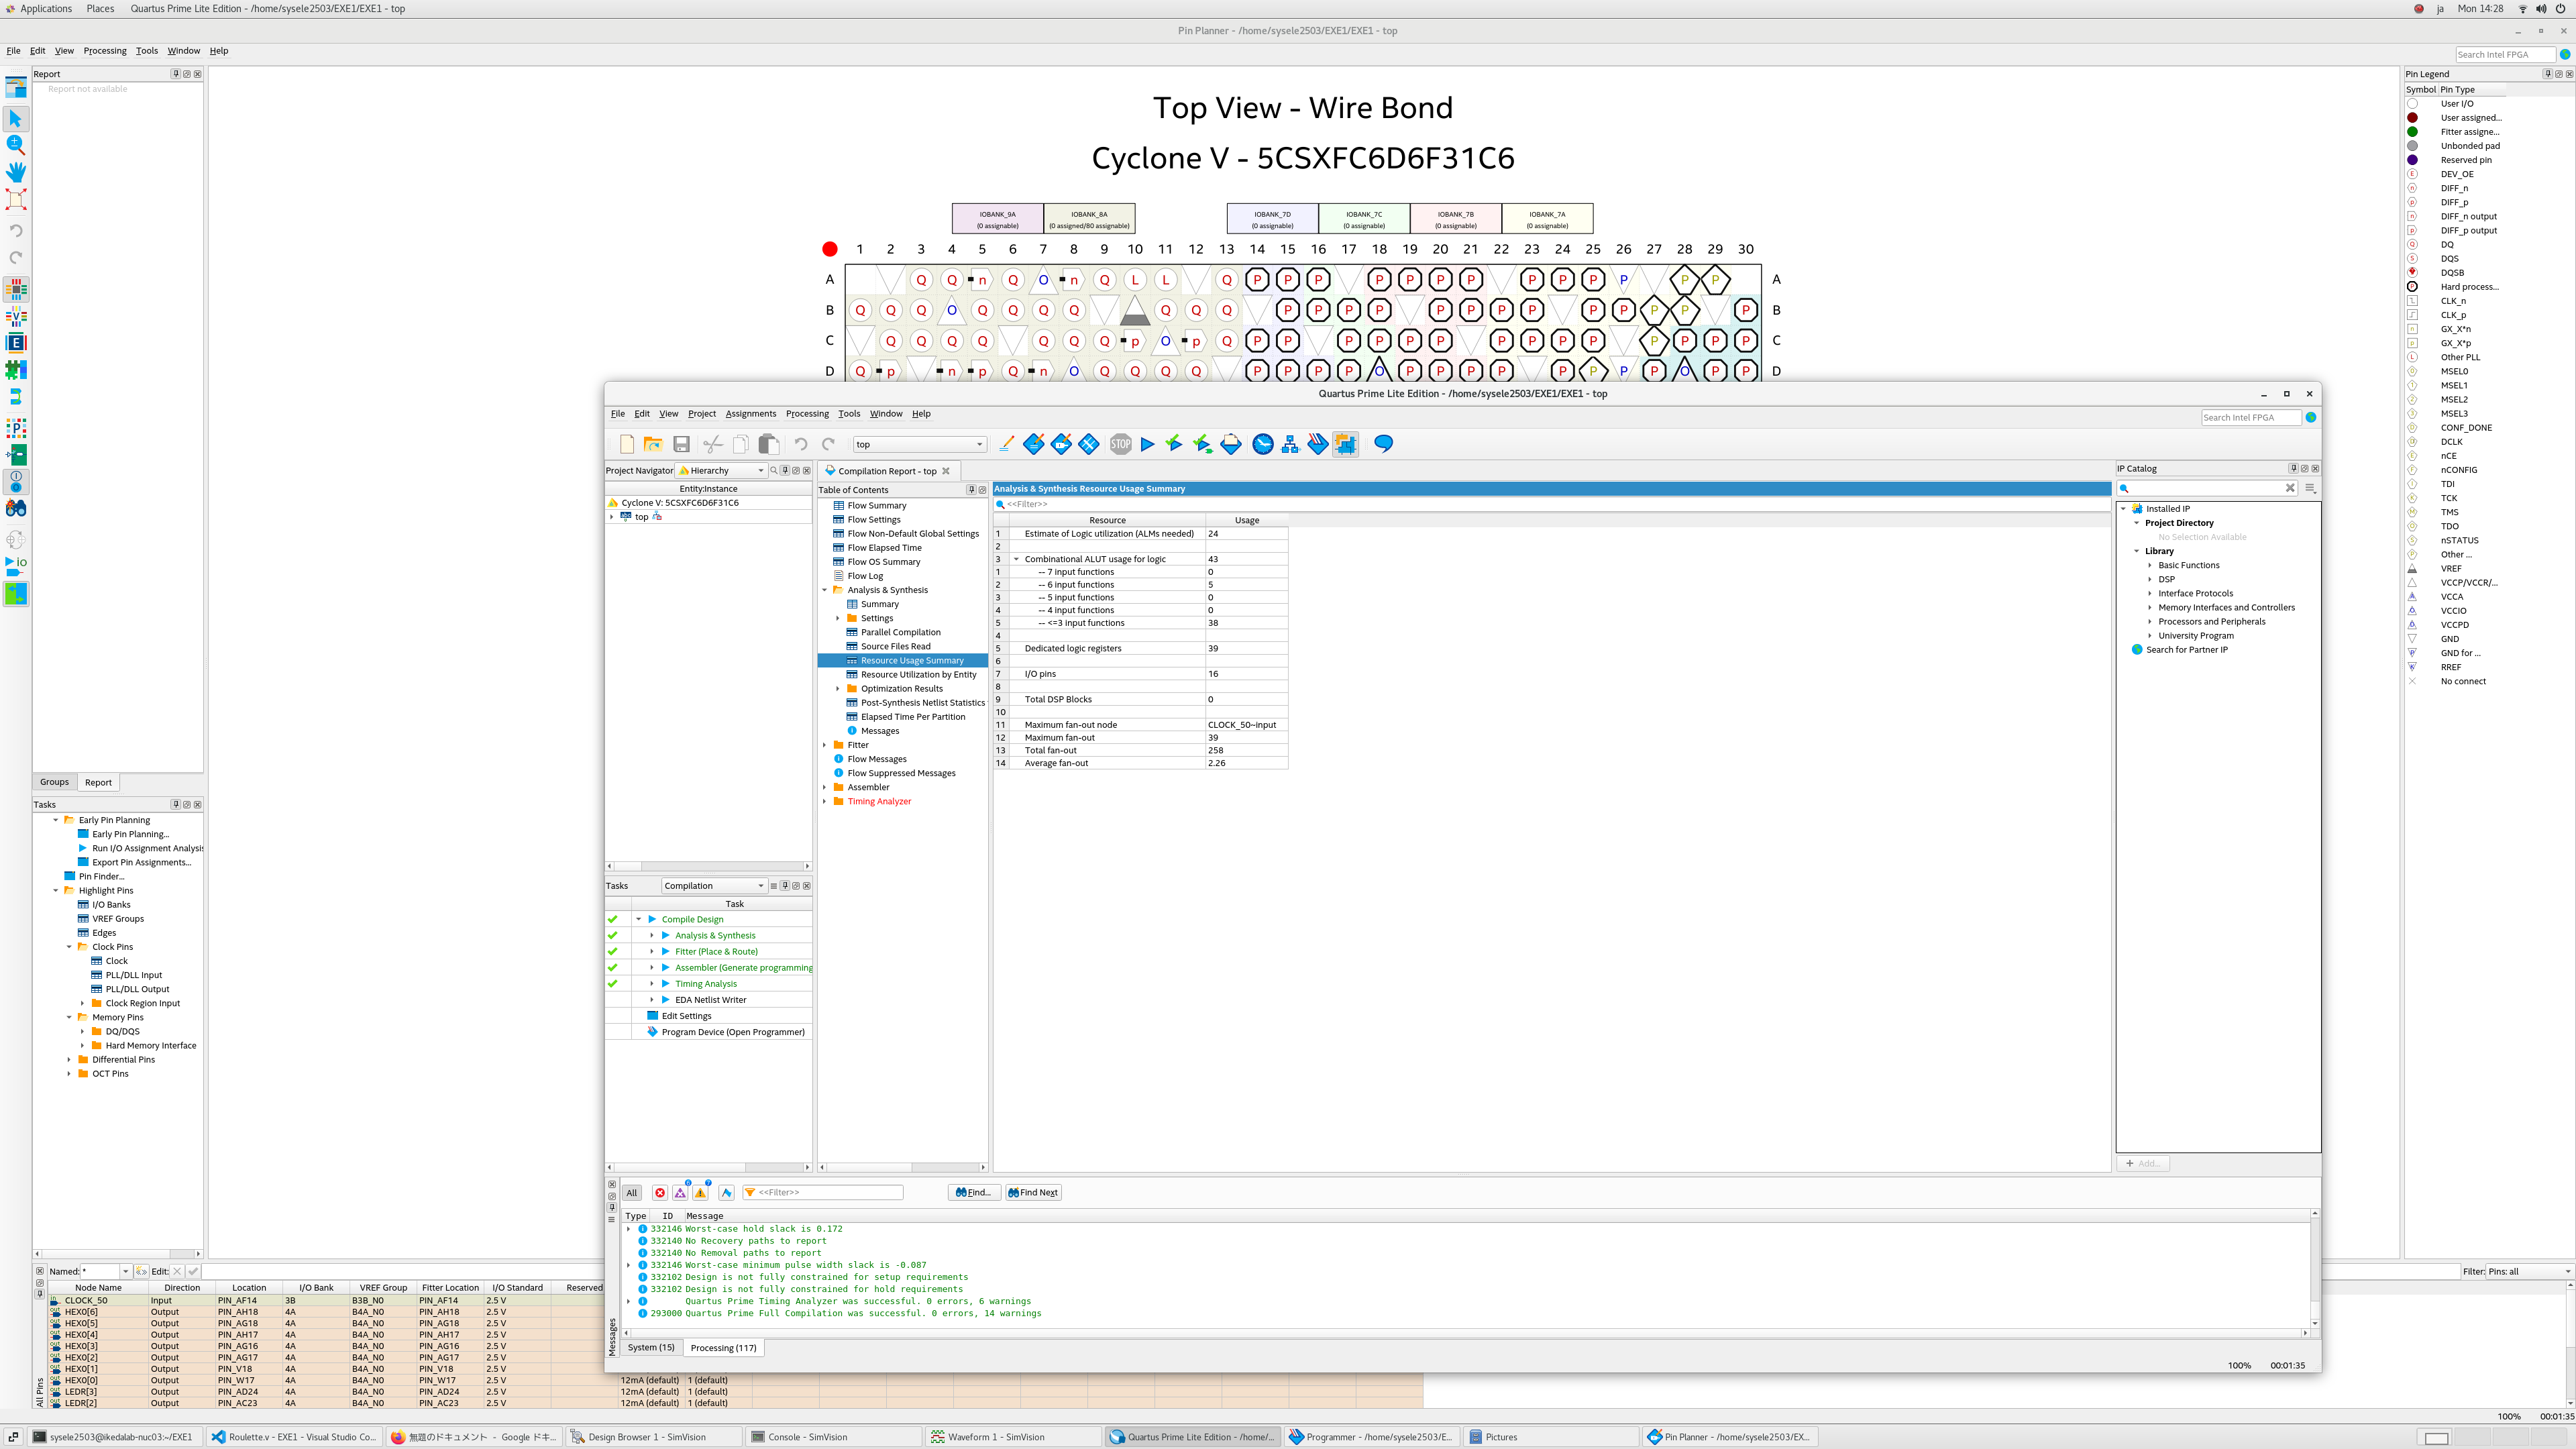 Applications Places Quartus Prime Lite Edition - /home/sysele2503/EXE1/EXE1 - top ja Mon 14:28
Pin Planner - /home/sysele2503/EXE1/EXE1 - top
File Edit View Processing Tools Window Help Search Intel FPGA
Report
Report not available
Groups Report
Tasks
Early Pin Planning
Early Pin Planning...
Run I/O Assignment Analysis
Export Pin Assignments...
Pin Finder...
Highlight Pins
I/O Banks
VREF Groups
Edges
Clock Pins
Clock
PLL/DLL Input
PLL/DLL Output
Clock Region Input
Memory Pins
DQ/DQS
Hard Memory Interface
Differential Pins
OCT Pins
Top View - Wire Bond
Cyclone V - 5CSXFC6D6F31C6
IOBANK_9A IOBANK_8A IOBANK_7D IOBANK_7C IOBANK_7B IOBANK_7A
(0 assignable) (0 assigned/80 assignable) (0 assignable) (0 assignable) (0 assignable) (0 assignable)
1 2 3 4 5 6 7 8 9 10 11 12 13 14 15 16 17 18 19 20 21 22 23 24 25 26 27 28 29 30
A Q Q n Q O n Q L L Q P P P P P P P P P P P P P A
B Q Q Q O Q Q Q Q Q Q Q P P P P P P P P P P P P B
C Q Q Q Q Q Q p O p Q P P P P P P P P P P P P P C
D Q p n p Q n O Q Q Q Q P P P P O P P P P P P P P O P P D
Pin Legend
Symbol Pin Type
User I/O
User assigned...
Fitter assigne...
Unbonded pad
Reserved pin
E DEV_OE
n DIFF_n
p DIFF_p
n DIFF_n output
p DIFF_p output
Q DQ
S DQS
DQSB
P Hard process...
CLK_n
CLK_p
n GX_X*n
p GX_X*p
L Other PLL
0 MSEL0
1 MSEL1
2 MSEL2
3 MSEL3
CONF_DONE
DCLK
nCE
nCONFIG
TDI
TCK
TMS
TDO
nSTATUS
Other ...
VREF
VCCP/VCCR/...
VCCA
VCCIO
VCCPD
GND
GND for ...
RREF
No connect
Quartus Prime Lite Edition - /home/sysele2503/EXE1/EXE1 - top
File Edit View Project Assignments Processing Tools Window Help Search Intel FPGA
top
Project Navigator Hierarchy
Entity:Instance
Cyclone V: 5CSXFC6D6F31C6
top
Tasks Compilation
Task
Compile Design
Analysis & Synthesis
Fitter (Place & Route)
Assembler (Generate programming
Timing Analysis
EDA Netlist Writer
Edit Settings
Program Device (Open Programmer)
Compilation Report - top
Table of Contents
Flow Summary
Flow Settings
Flow Non-Default Global Settings
Flow Elapsed Time
Flow OS Summary
Flow Log
Analysis & Synthesis
Summary
Settings
Parallel Compilation
Source Files Read
Resource Usage Summary
Resource Utilization by Entity
Optimization Results
Post-Synthesis Netlist Statistics
Elapsed Time Per Partition
Messages
Fitter
Flow Messages
Flow Suppressed Messages
Assembler
Timing Analyzer
Analysis & Synthesis Resource Usage Summary
<<Filter>>
Resource Usage
1 Estimate of Logic utilization (ALMs needed) 24
2
3 Combinational ALUT usage for logic 43
1 -- 7 input functions 0
2 -- 6 input functions 5
3 -- 5 input functions 0
4 -- 4 input functions 0
5 -- <=3 input functions 38
4
5 Dedicated logic registers 39
6
7 I/O pins 16
8
9 Total DSP Blocks 0
10
11 Maximum fan-out node CLOCK_50~input
12 Maximum fan-out 39
13 Total fan-out 258
14 Average fan-out 2.26
IP Catalog
Installed IP
Project Directory
No Selection Available
Library
Basic Functions
DSP
Interface Protocols
Memory Interfaces and Controllers
Processors and Peripherals
University Program
Search for Partner IP
Add...
All <<Filter>> Find... Find Next
Type ID Message
332146 Worst-case hold slack is 0.172
332140 No Recovery paths to report
332140 No Removal paths to report
332146 Worst-case minimum pulse width slack is -0.087
332102 Design is not fully constrained for setup requirements
332102 Design is not fully constrained for hold requirements
Quartus Prime Timing Analyzer was successful. 0 errors, 6 warnings
293000 Quartus Prime Full Compilation was successful. 0 errors, 14 warnings
Messages
System (15) Processing (117)
100% 00:01:35
Named: * Edit: Filter: Pins: all
Node Name Direction Location I/O Bank VREF Group Fitter Location I/O Standard Reserved
CLOCK_50 Input PIN_AF14 3B B3B_N0 PIN_AF14 2.5 V
HEX0[6] Output PIN_AH18 4A B4A_N0 PIN_AH18 2.5 V
HEX0[5] Output PIN_AG18 4A B4A_N0 PIN_AG18 2.5 V
HEX0[4] Output PIN_AH17 4A B4A_N0 PIN_AH17 2.5 V
HEX0[3] Output PIN_AG16 4A B4A_N0 PIN_AG16 2.5 V
HEX0[2] Output PIN_AG17 4A B4A_N0 PIN_AG17 2.5 V
HEX0[1] Output PIN_V18 4A B4A_N0 PIN_V18 2.5 V
HEX0[0] Output PIN_W17 4A B4A_N0 PIN_W17 2.5 V 12mA (default) 1 (default)
LEDR[3] Output PIN_AD24 4A B4A_N0 PIN_AD24 2.5 V 12mA (default) 1 (default)
LEDR[2] Output PIN_AC23 4A B4A_N0 PIN_AC23 2.5 V 12mA (default) 1 (default)
All Pins
100% 00:01:35
sysele2503@ikedalab-nuc03:~/EXE1 Roulette.v - EXE1 - Visual Studio Co... 無題のドキュメント - Google ドキ... Design Browser 1 - SimVision Console - SimVision Waveform 1 - SimVision Quartus Prime Lite Edition - /home/... Programmer - /home/sysele2503/E... Pictures Pin Planner - /home/sysele2503/EX...